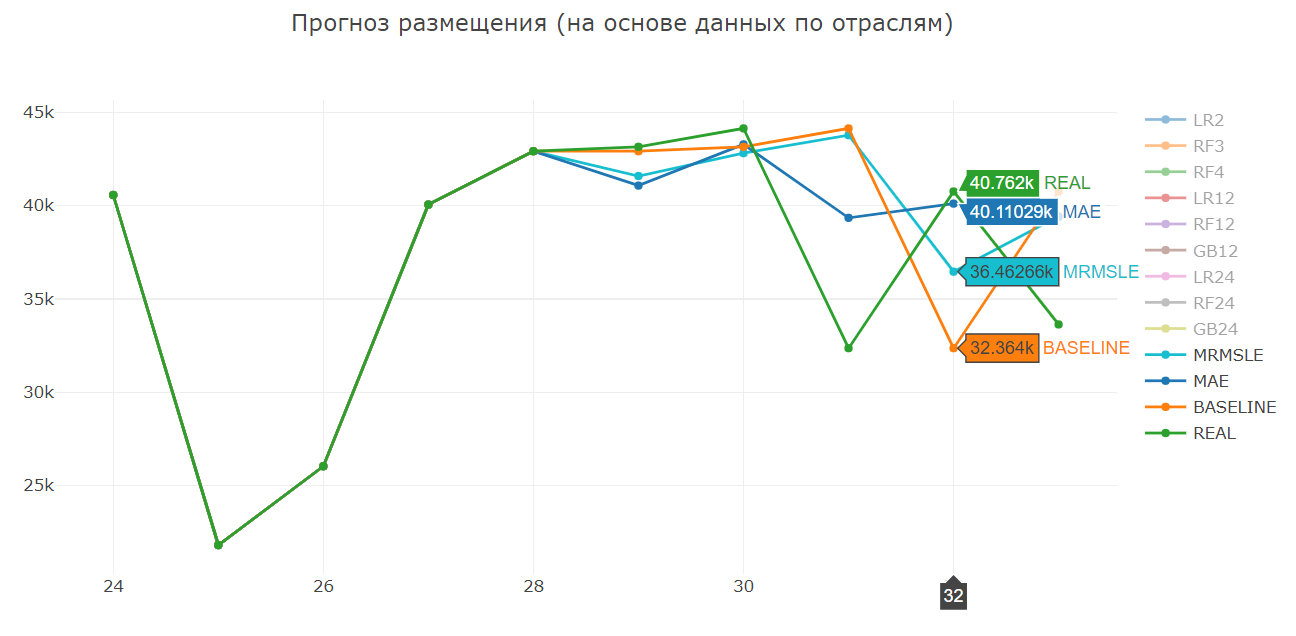 Прогноз размещения (на основе данных по отраслям)
45k
40k
35k
30k
25k
24
26
28
30
32
40.762k REAL
40.11029k MAE
36.46266k MRMSLE
32.364k BASELINE
LR2
RF3
RF4
LR12
RF12
GB12
LR24
RF24
GB24
MRMSLE
MAE
BASELINE
REAL